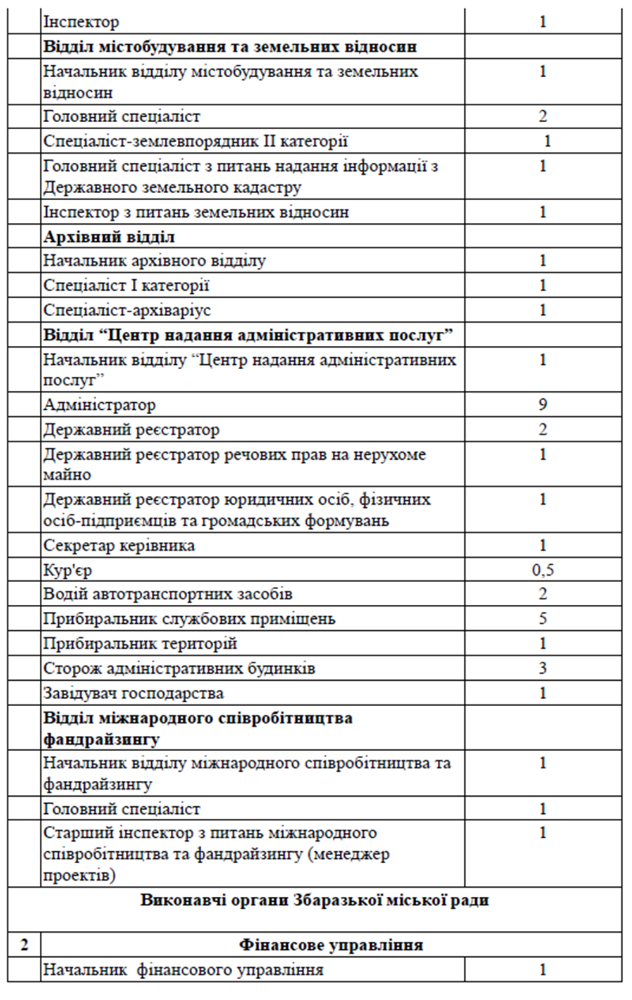 Інспектор 1
Відділ містобудування та земельних відносин
Начальник відділу містобудування та земельних 1
відносин
Головний спеціаліст 2
Спеціаліст-землевпорядник ІІ категорії 1
Головний спеціаліст з питань надання інформації з 1
Державного земельного кадастру
Інспектор з питань земельних відносин 1
Архівний відділ
Начальник архівного відділу 1
Спеціаліст І категорії 1
Спеціаліст-архіваріус 1
Відділ “Центр надання адміністративних послуг”
Начальник відділу “Центр надання адміністративних 1
послуг”
Адміністратор 9
Державний реєстратор 2
Державний реєстратор речових прав на нерухоме 1
майно
Державний реєстратор юридичних осіб, фізичних 1
осіб-підприємців та громадських формувань
Секретар керівника 1
Кур'єр 0,5
Водій автотранспортних засобів 2
Прибиральник службових приміщень 5
Прибиральник територій 1
Сторож адміністративних будинків 3
Завідувач господарства 1
Відділ міжнародного співробітництва
фандрайзингу
Начальник відділу міжнародного співробітництва та 1
фандрайзингу
Головний спеціаліст 1
Старший інспектор з питань міжнародного 1
співробітництва та фандрайзингу (менеджер
проектів)
Виконавчі органи Збаразької міської ради
2 Фінансове управління
Начальник фінансового управління 1